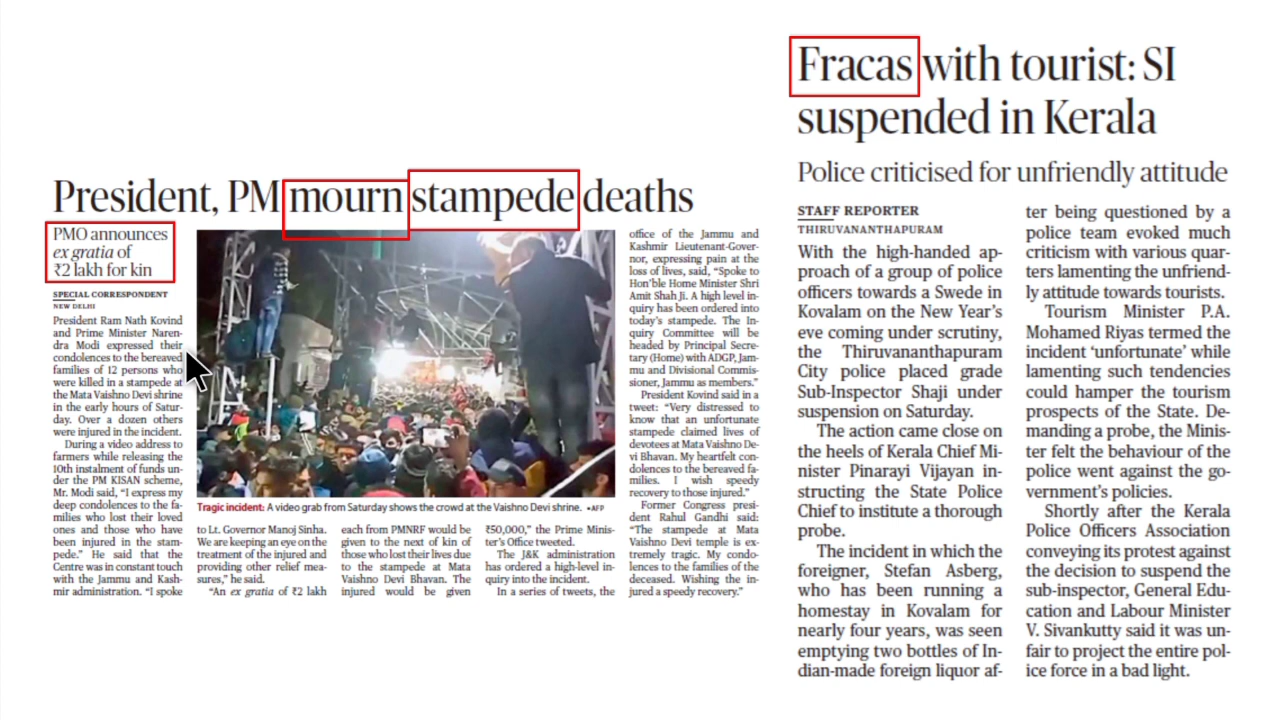 President, PM mourn stampede deaths
PMO announces
ex gratia of
₹2 lakh for kin
SPECIAL CORRESPONDENT
NEW DELHI
President Ram Nath Kovind
and Prime Minister Naren-
dra Modi expressed their
condolences to the bereaved
families of 12 persons who
were killed in a stampede at
the Mata Vaishno Devi shrine
in the early hours of Satur-
day. Over a dozen others
were injured in the incident.
During a video address to
farmers while releasing the
10th instalment of funds un-
der the PM KISAN scheme,
Mr. Modi said, “I express my
deep condolences to the fa-
milies who lost their loved
ones and those who have
been injured in the stam-
pede.” He said that the
Centre was in constant touch
with the Jammu and Kash-
mir administration. “I spoke
Tragic incident: A video grab from Saturday shows the crowd at the Vaishno Devi shrine. •AFP
to Lt. Governor Manoj Sinha.
We are keeping an eye on the
treatment of the injured and
providing other relief mea-
sures,” he said.
“An ex gratia of ₹2 lakh
each from PMNRF would be
given to the next of kin of
those who lost their lives due
to the stampede at Mata
Vaishno Devi Bhavan. The
injured would be given
₹50,000,” the Prime Minis-
ter’s Office tweeted.
The J&K administration
has ordered a high-level in-
quiry into the incident.
In a series of tweets, the
office of the Jammu and
Kashmir Lieutenant-Gover-
nor, expressing pain at the
loss of lives, said, “Spoke to
Hon’ble Home Minister Shri
Amit Shah Ji. A high level in-
quiry has been ordered into
today’s stampede. The In-
quiry Committee will be
headed by Principal Secre-
tary (Home) with ADGP, Jam-
mu and Divisional Commis-
sioner, Jammu as members.”
President Kovind said in a
tweet: “Very distressed to
know that an unfortunate
stampede claimed lives of
devotees at Mata Vaishno De-
vi Bhavan. My heartfelt con-
dolences to the bereaved fa-
milies. I wish speedy
recovery to those injured.”
Former Congress presi-
dent Rahul Gandhi said:
“The stampede at Mata
Vaishno Devi temple is ex-
tremely tragic. My condo-
lences to the families of the
deceased. Wishing the in-
jured a speedy recovery.”
Fracas with tourist: SI
suspended in Kerala
Police criticised for unfriendly attitude
STAFF REPORTER
THIRUVANANTHAPURAM
With the high-handed ap-
proach of a group of police
officers towards a Swede in
Kovalam on the New Year’s
eve coming under scrutiny,
the Thiruvananthapuram
City police placed grade
Sub-Inspector Shaji under
suspension on Saturday.
The action came close on
the heels of Kerala Chief Mi-
nister Pinarayi Vijayan in-
structing the State Police
Chief to institute a thorough
probe.
The incident in which the
foreigner, Stefan Asberg,
who has been running a
homestay in Kovalam for
nearly four years, was seen
emptying two bottles of In-
dian-made foreign liquor af-
ter being questioned by a
police team evoked much
criticism with various quar-
ters lamenting the unfriend-
ly attitude towards tourists.
Tourism Minister P.A.
Mohamed Riyas termed the
incident ‘unfortunate’ while
lamenting such tendencies
could hamper the tourism
prospects of the State. De-
manding a probe, the Minis-
ter felt the behaviour of the
police went against the go-
vernment’s policies.
Shortly after the Kerala
Police Officers Association
conveying its protest against
the decision to suspend the
sub-inspector, General Edu-
cation and Labour Minister
V. Sivankutty said it was un-
fair to project the entire pol-
ice force in a bad light.